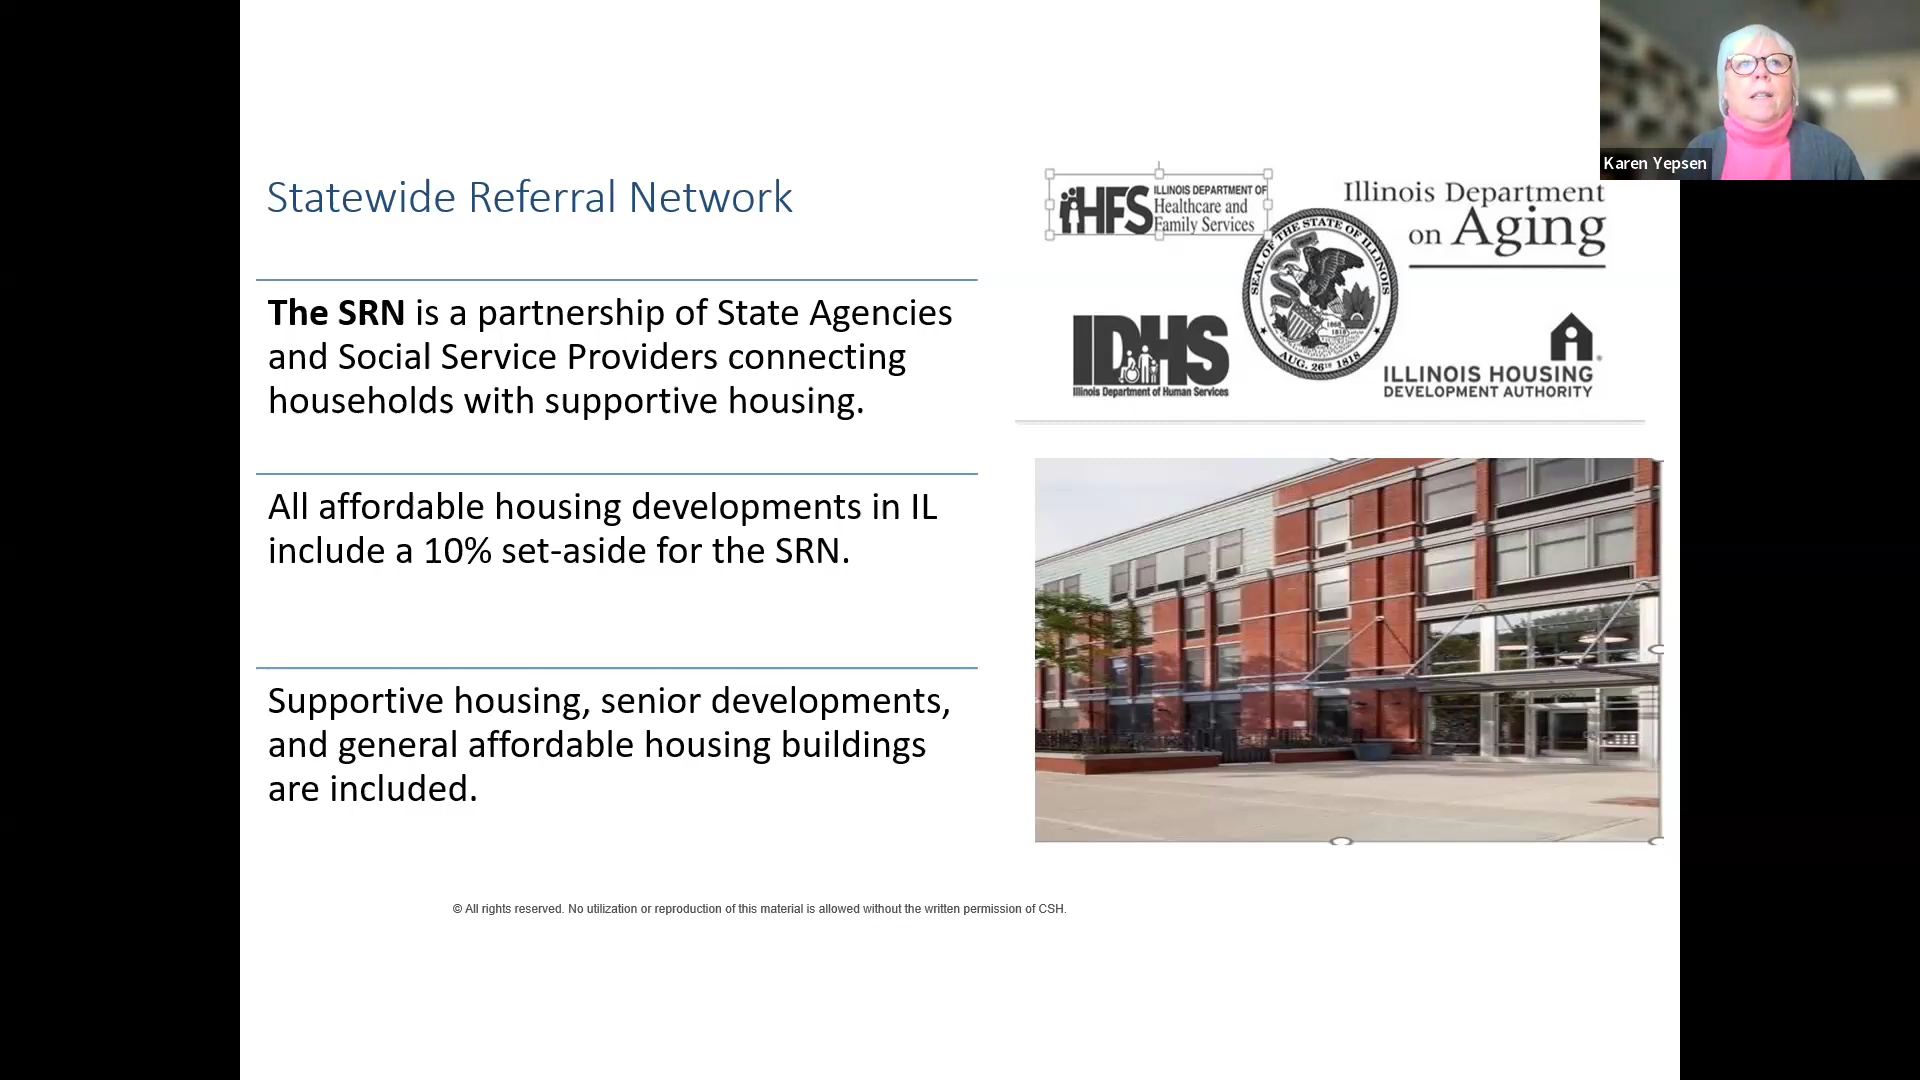 Karen Yepsen
Statewide Referral Network
The SRN is a partnership of State Agencies
and Social Service Providers connecting
households with supportive housing.
All affordable housing developments in IL
include a 10% set-aside for the SRN.
Supportive housing, senior developments,
and general affordable housing buildings
are included.
HFS
ILLINOIS DEPARTMENT OF
Healthcare and
Family Services
Illinois Department
on Aging
SEAL OF THE STATE OF ILLINOIS
AUG. 26TH 1818
IDHS
Illinois Department of Human Services
ILLINOIS HOUSING
DEVELOPMENT AUTHORITY
© All rights reserved. No utilization or reproduction of this material is allowed without the written permission of CSH.